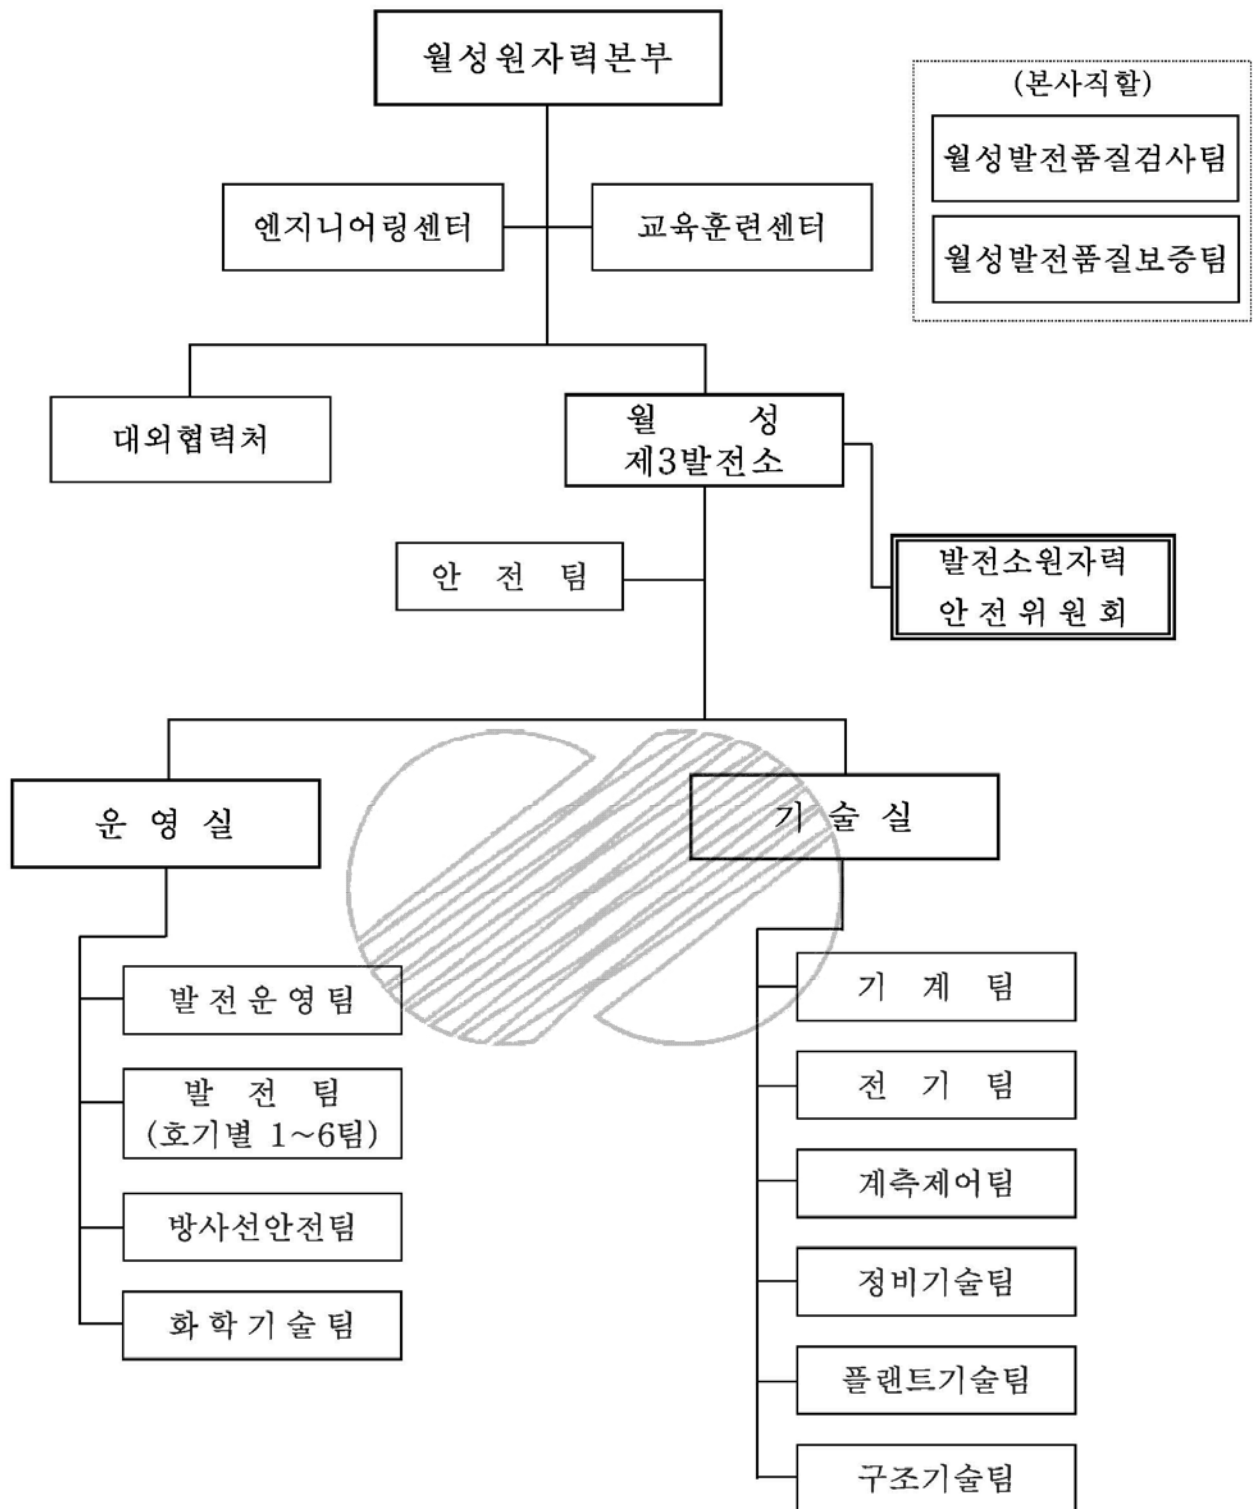 월성원자력본부
(본사직할)
월성발전품질검사팀
월성발전품질보증팀
엔지니어링센터
교육훈련센터
대외협력처
월 성
제3발전소
안 전 팀
발전소원자력
안 전 위 원 회
운 영 실
기 술 실
발 전 운 영 팀
발 전 팀
(호기별 1~6팀)
방사선안전팀
화 학 기 술 팀
기 계 팀
전 기 팀
계측제어팀
정비기술팀
플랜트기술팀
구조기술팀